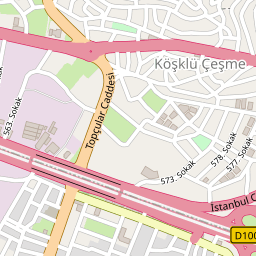 Köşklü Çeşme
Topçular Caddesi
563. Sokak
578. Sokak
577. Sokak
573. Sokak
İstanbul Ç
D100